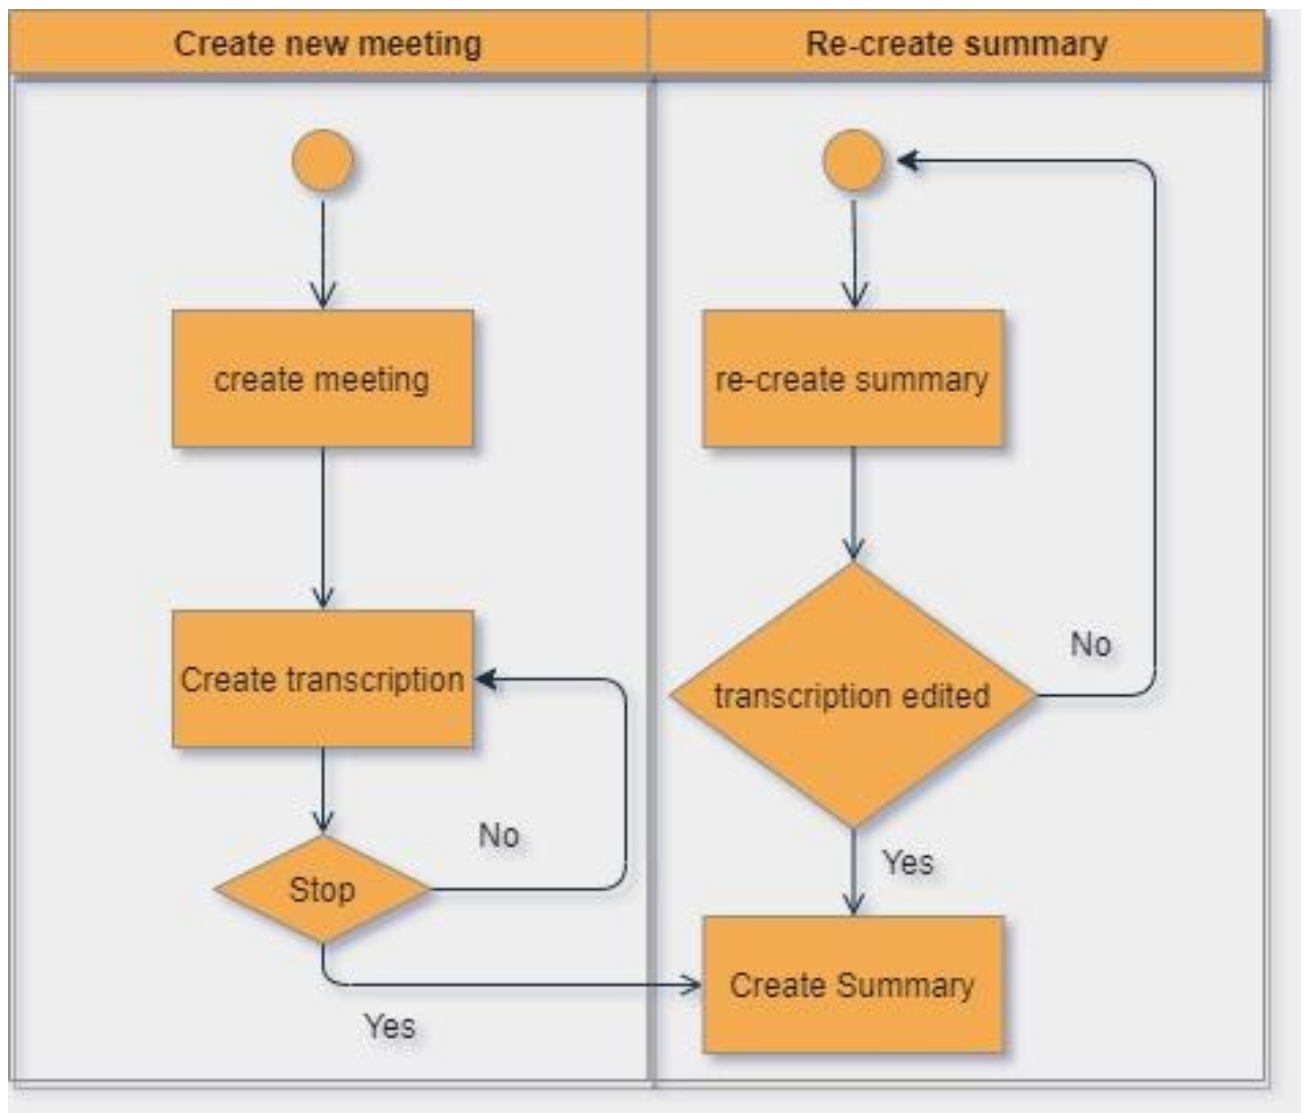 Create new meeting
Re-create summary
create meeting
Create transcription
No
Stop
Yes
re-create summary
transcription edited
No
Yes
Create Summary